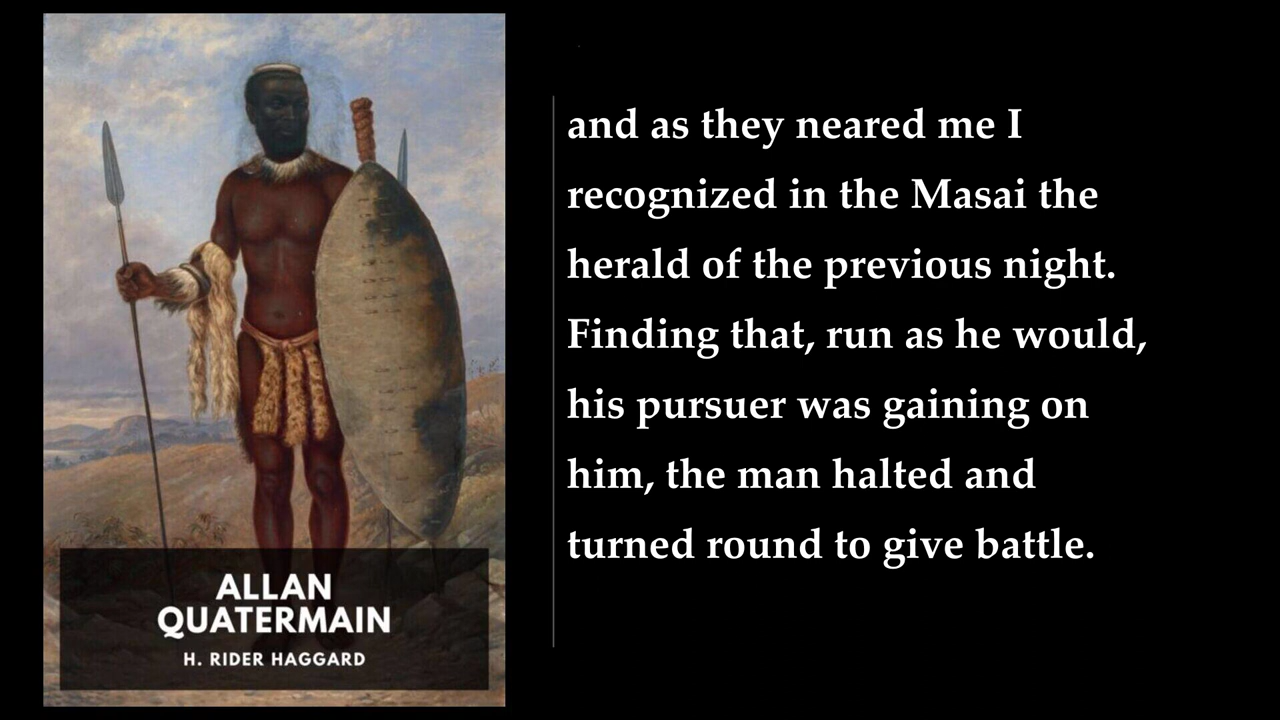 ALLAN
QUATERMAIN
H. RIDER HAGGARD
and as they neared me I
recognized in the Masai the
herald of the previous night.
Finding that, run as he would,
his pursuer was gaining on
him, the man halted and
turned round to give battle.